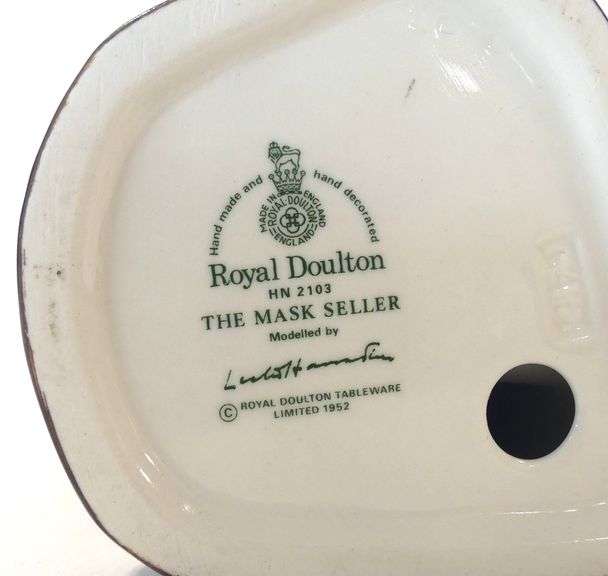 Hand made and hand decorated
MADE IN ENGLAND
ROYAL DOULTON
ENGLAND
Royal Doulton
HN 2103
THE MASK SELLER
Modelled by
© ROYAL DOULTON TABLEWARE
LIMITED 1952